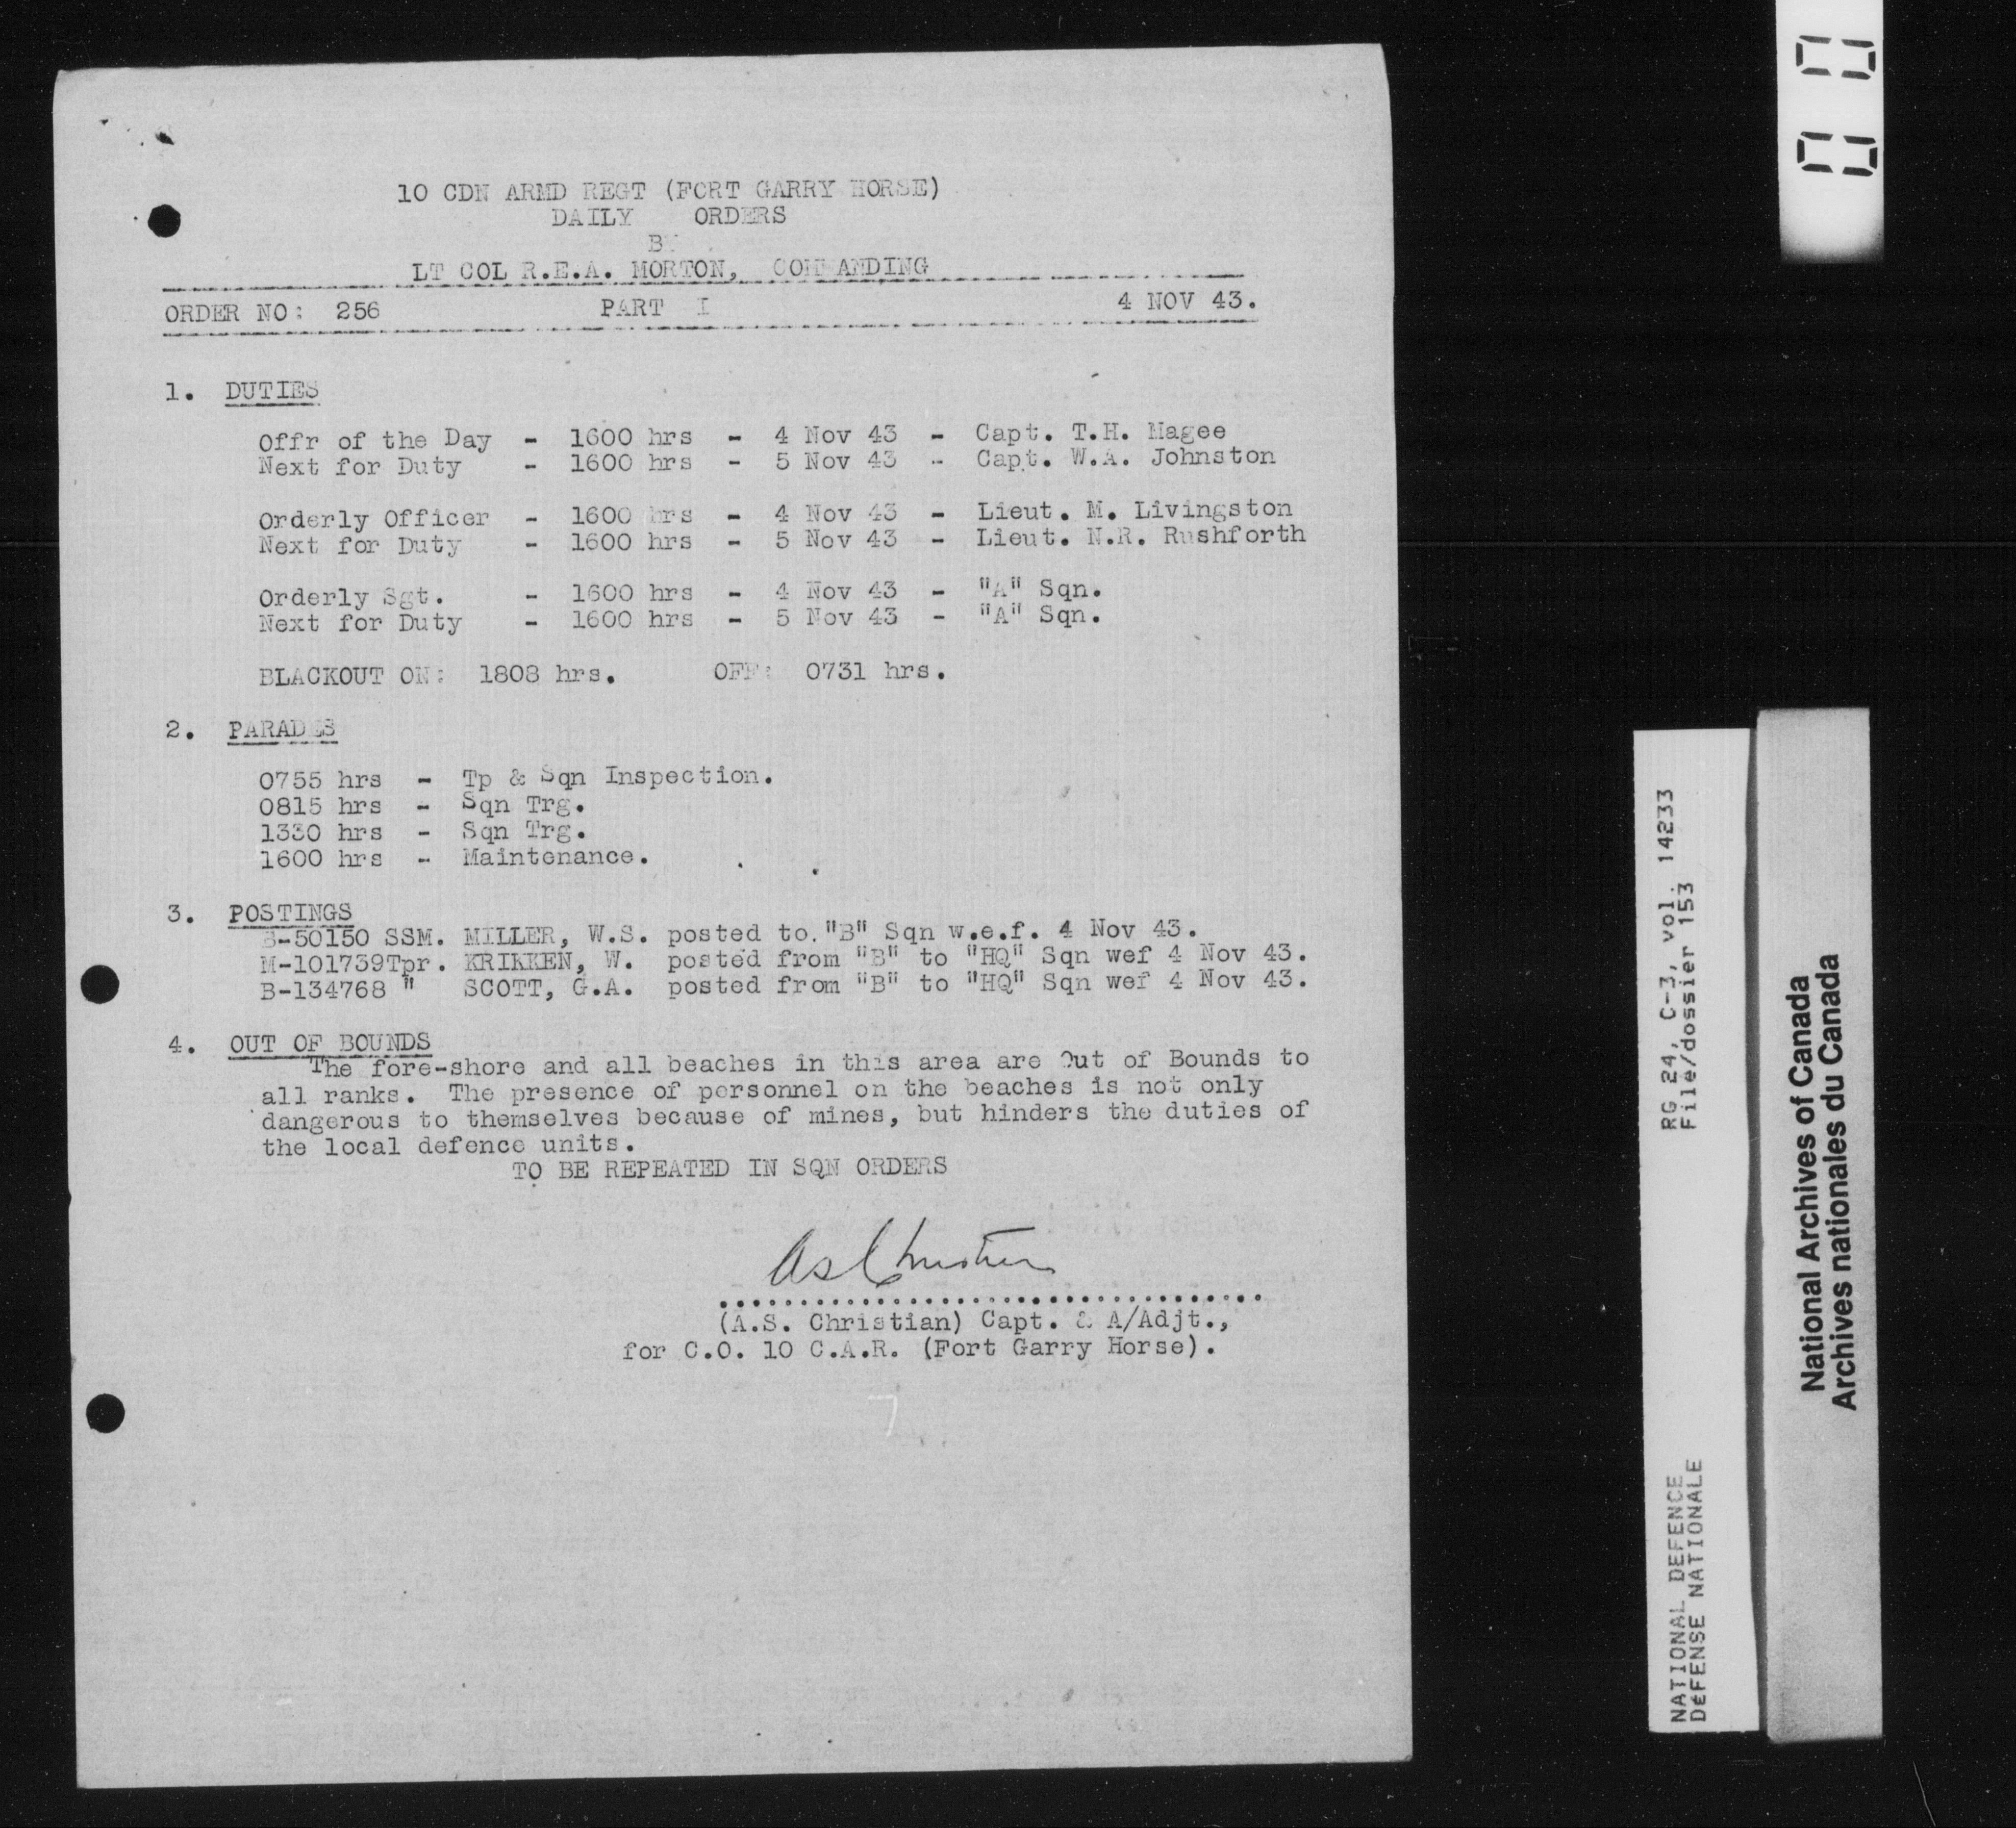 10 CDN ARMD REGT (FORT GARRY HORSE)
DAILY ORDERS
BY
LT COL R.E.A. MORTON, COMMANDING
ORDER NO: 256 PART I 4 NOV 43.
1. DUTIES
Offr of the Day - 1600 hrs - 4 Nov 43 - Capt. T.H. Magee
Next for Duty - 1600 hrs - 5 Nov 43 - Capt. W.A. Johnston
Orderly Officer - 1600 hrs - 4 Nov 43 - Lieut. M. Livingston
Next for Duty - 1600 hrs - 5 Nov 43 - Lieut. N.R. Rushforth
Orderly Sgt. - 1600 hrs - 4 Nov 43 - "A" Sqn.
Next for Duty - 1600 hrs - 5 Nov 43 - "A" Sqn.
BLACKOUT ON: 1808 hrs. OFF: 0731 hrs.
2. PARADES
0755 hrs - Tp & Sqn Inspection.
0815 hrs - Sqn Trg.
1330 hrs - Sqn Trg.
1600 hrs - Maintenance.
3. POSTINGS
B-50150 SSM. MILLER, W.S. posted to "B" Sqn w.e.f. 4 Nov 43.
M-101739Tpr. KRIKKEN, W. posted from "B" to "HQ" Sqn wef 4 Nov 43.
B-134768 " SCOTT, G.A. posted from "B" to "HQ" Sqn wef 4 Nov 43.
4. OUT OF BOUNDS
The fore-shore and all beaches in this area are Out of Bounds to
all ranks. The presence of personnel on the beaches is not only
dangerous to themselves because of mines, but hinders the duties of
the local defence units.
TO BE REPEATED IN SQN ORDERS
AS Christian
(A.S. Christian) Capt. & A/Adjt.,
for C.O. 10 C.A.R. (Fort Garry Horse).
7
RG 24, C-3, vol. 14233
File/dossier 153
NATIONAL DEFENCE
DéFENSE NATIONALE
National Archives of Canada
Archives nationales du Canada